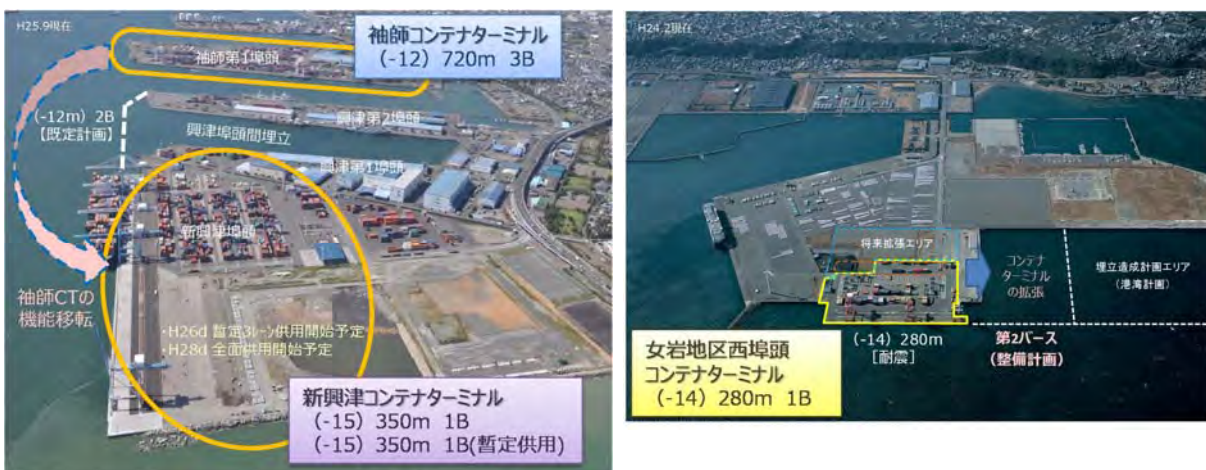 H25.9現在
袖師コンテナターミナル
(-12) 720m 3B
袖師第1埠頭
(-12m) 2B
【既定計画】
興津第2埠頭
興津埠頭間埋立
興津第1埠頭
新興津埠頭
袖師CTの
機能移転
・H26d 暫定3レーン供用開始予定
・H28d 全面供用開始予定
新興津コンテナターミナル
(-15) 350m 1B
(-15) 350m 1B(暫定供用)
H24.2現在
将来拡張エリア
コンテナ
ターミナル
の拡張
埋立造成計画エリア
(港湾計画)
(-14) 280m
[耐震]
第2バース
(整備計画)
女岩地区西埠頭
コンテナターミナル
(-14) 280m 1B